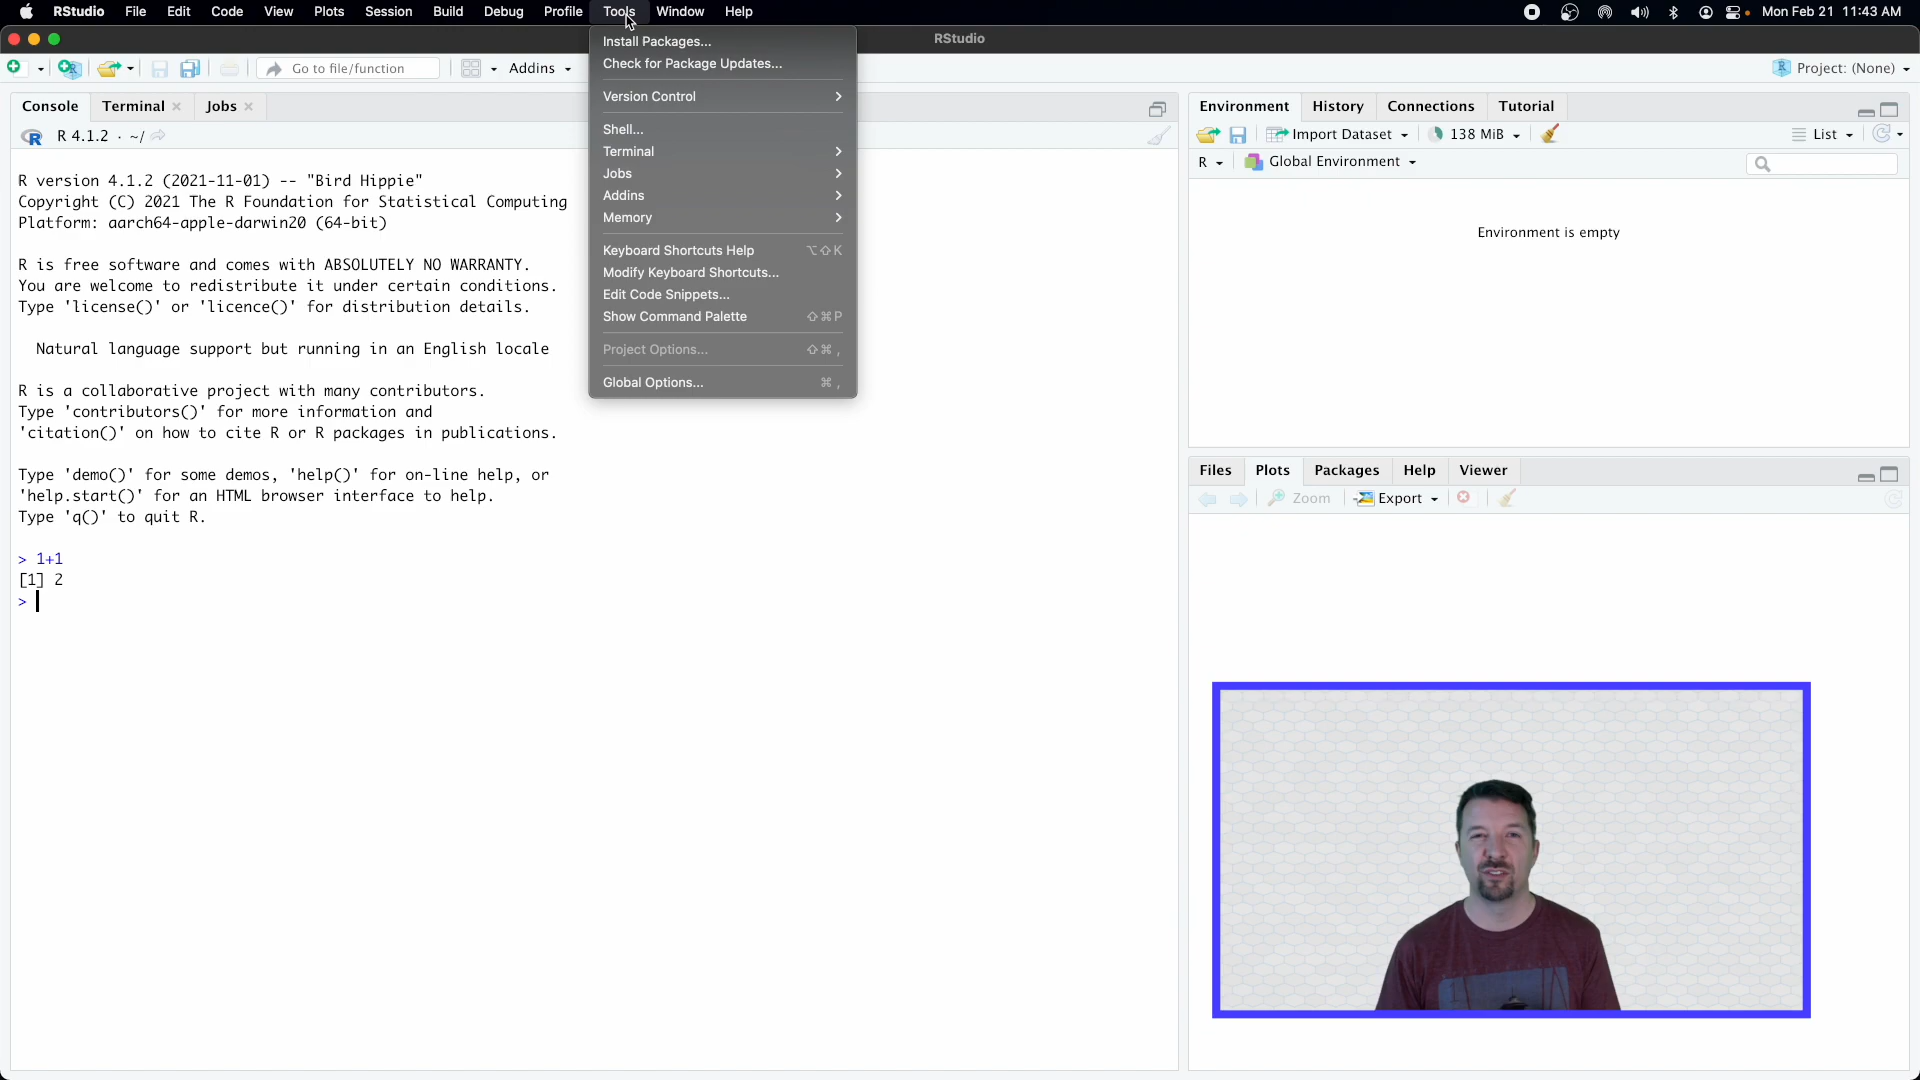 RStudio File Edit Code View Plots Session Build Debug Profile Tools Window Help Mon Feb 21 11:43 AM
RStudio
Go to file/function Addins Project: (None)
Install Packages...
Check for Package Updates...
Version Control
Shell...
Terminal
Jobs
Addins
Memory
Keyboard Shortcuts Help ⌥⇧K
Modify Keyboard Shortcuts...
Edit Code Snippets...
Show Command Palette ⇧⌘P
Project Options... ⇧⌘,
Global Options... ⌘,
Console Terminal Jobs
R 4.1.2 · ~/
R version 4.1.2 (2021-11-01) -- "Bird Hippie"
Copyright (C) 2021 The R Foundation for Statistical Computing
Platform: aarch64-apple-darwin20 (64-bit)
R is free software and comes with ABSOLUTELY NO WARRANTY.
You are welcome to redistribute it under certain conditions.
Type 'license()' or 'licence()' for distribution details.
Natural language support but running in an English locale
R is a collaborative project with many contributors.
Type 'contributors()' for more information and
'citation()' on how to cite R or R packages in publications.
Type 'demo()' for some demos, 'help()' for on-line help, or
'help.start()' for an HTML browser interface to help.
Type 'q()' to quit R.
> 1+1
[1] 2
>
Environment History Connections Tutorial
Import Dataset 138 MiB List
R Global Environment
Environment is empty
Files Plots Packages Help Viewer
Zoom Export